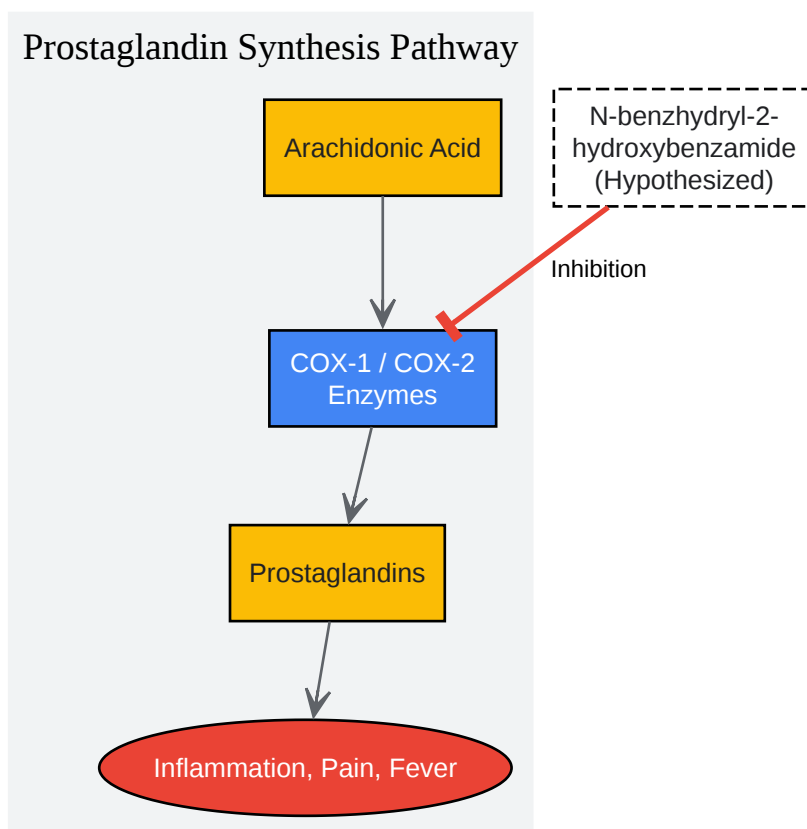 Prostaglandin Synthesis Pathway
Arachidonic Acid
N-benzhydryl-2-
hydroxybenzamide
(Hypothesized)
Inhibition
COX-1 / COX-2
Enzymes
Prostaglandins
Inflammation, Pain, Fever